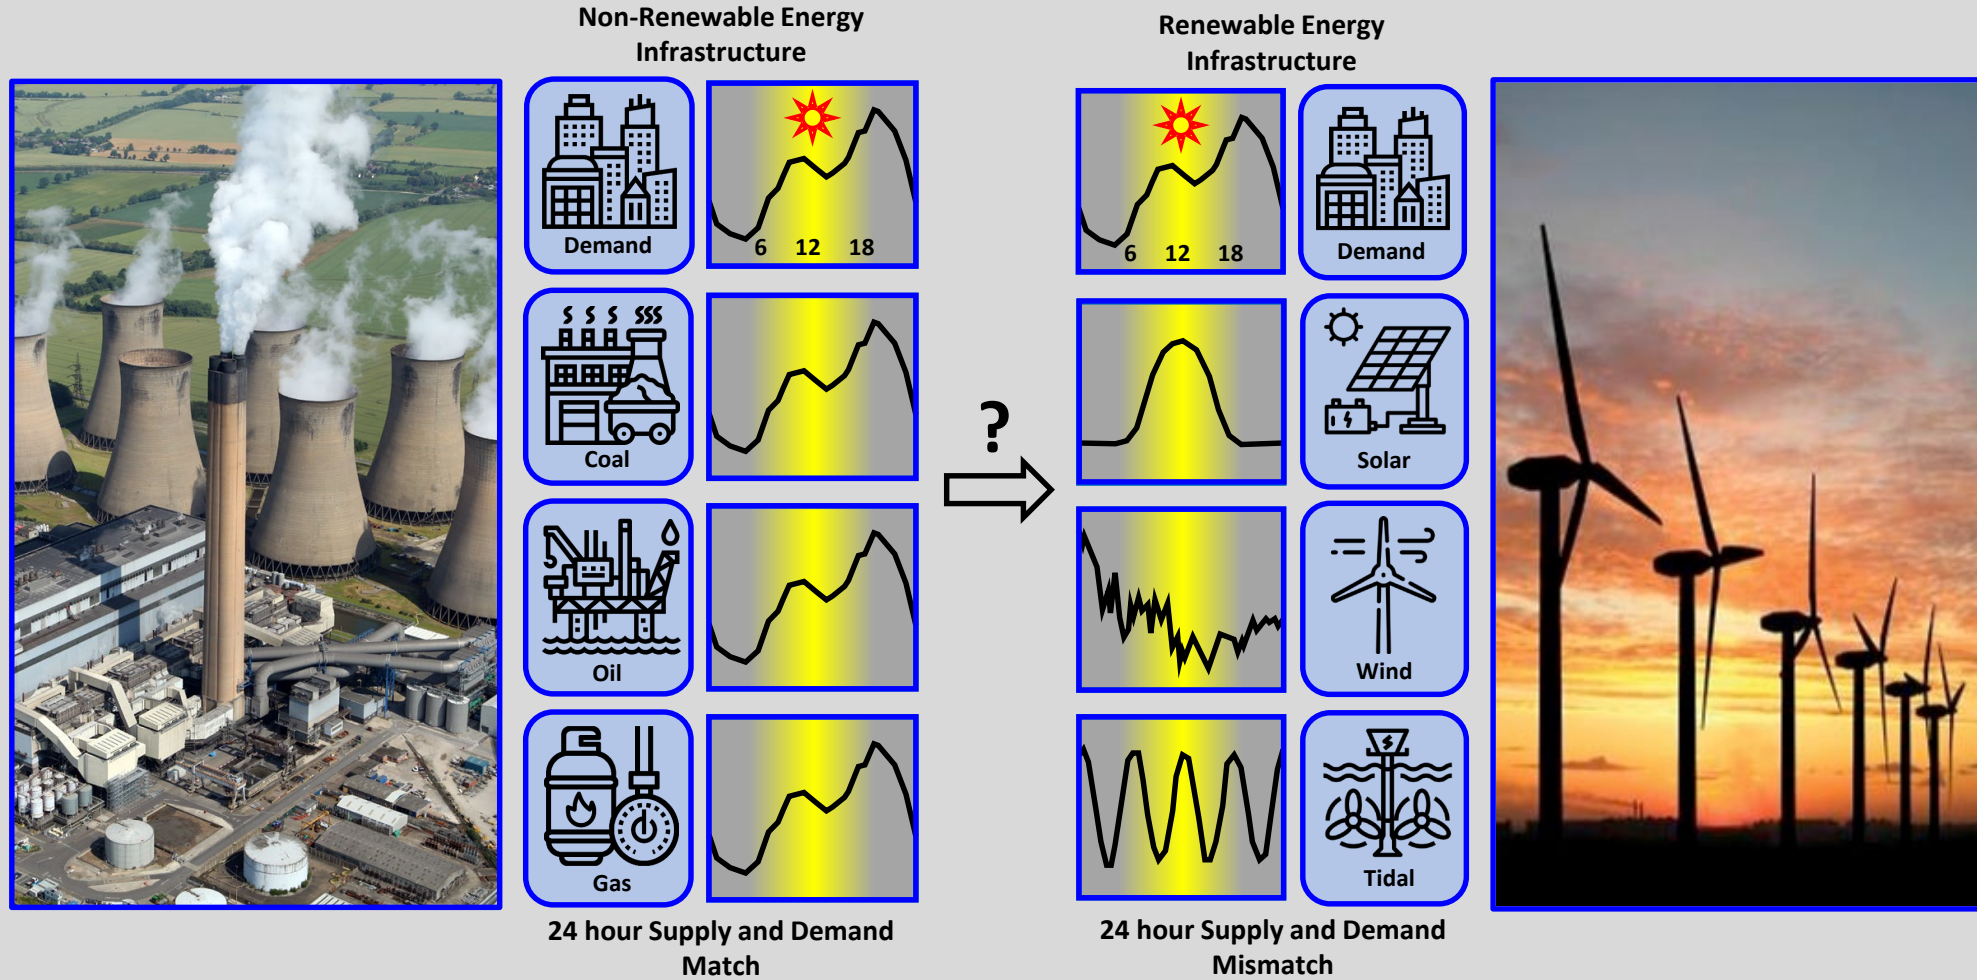 Non-Renewable Energy
Infrastructure
Demand
6 12 18
Coal
Oil
Gas
24 hour Supply and Demand
Match
?
Renewable Energy
Infrastructure
6 12 18
Demand
Solar
Wind
Tidal
24 hour Supply and Demand
Mismatch